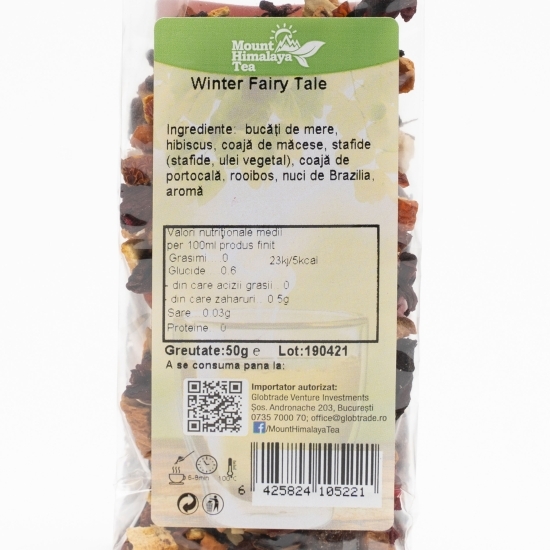 Mount
Himalaya
Tea
Winter Fairy Tale
Ingrediente: bucăți de mere,
hibiscus, coajă de măcese, stafide
(stafide, ulei vegetal), coajă de
portocală, rooibos, nuci de Brazilia,
aromă
Valori nutriționale medii
per 100ml produs finit
Grasimi .. 0 23kj/5kcal
Glucide .. 0.6
- din care acizii grasii .. 0
- din care zaharuri .. 0.5g
Sare .. 0.03g
Proteine .. 0
Greutate:50g e Lot:190421
A se consuma pana la:
Importator autorizat:
Globtrade Venture Investments
Șos. Andronache 203, București
0735 7000 70; office@globtrade.ro
/MountHimalayaTea
5-8min 100°C
6 425824 105221